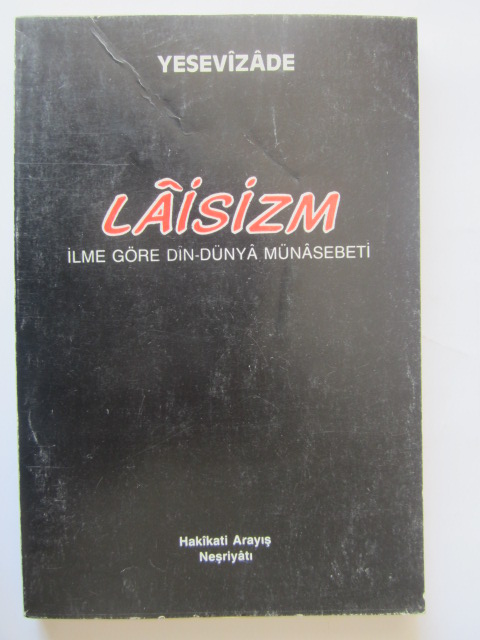 YESEVÎZÂDE
LÂİSİZM
İLME GÖRE DİN-DÜNYÂ MÜNÂSEBETİ
Hakîkati Arayış
Neşriyâtı